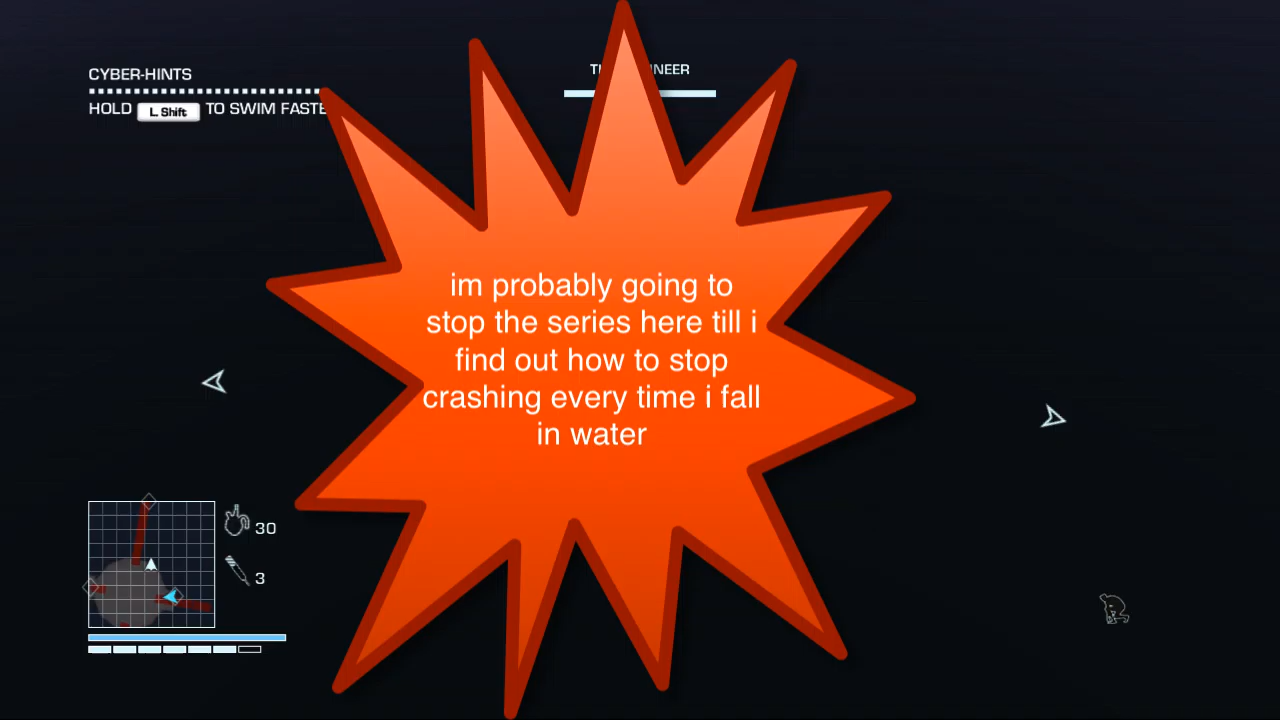 CYBER-HINTS
HOLD L. Shift TO SWIM FASTE
im probably going to
stop the series here till i
find out how to stop
crashing every time i fall
in water
30
3